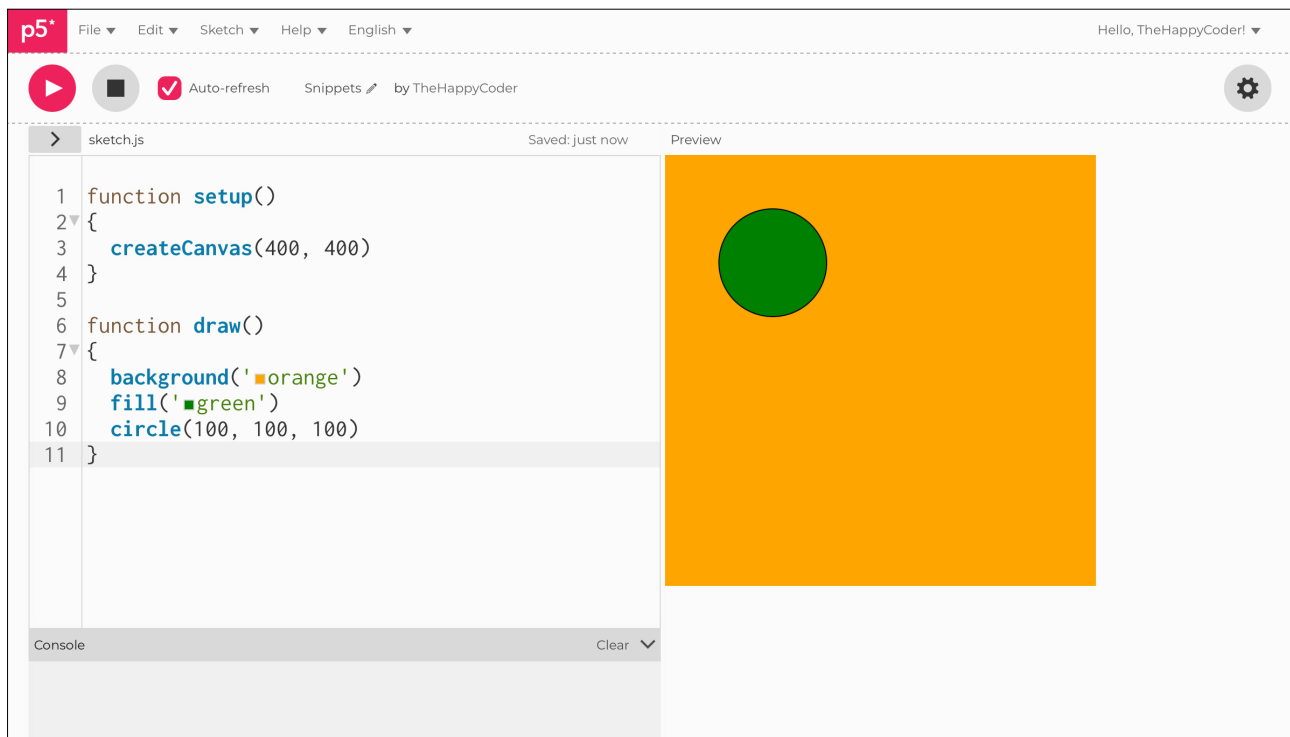 p5* File Edit Sketch Help English Hello, TheHappyCoder!
Auto-refresh Snippets by TheHappyCoder
sketch.js Saved: just now Preview
1 function setup()
2 {
3 createCanvas(400, 400)
4 }
5
6 function draw()
7 {
8 background('orange')
9 fill('green')
10 circle(100, 100, 100)
11 }
Console Clear